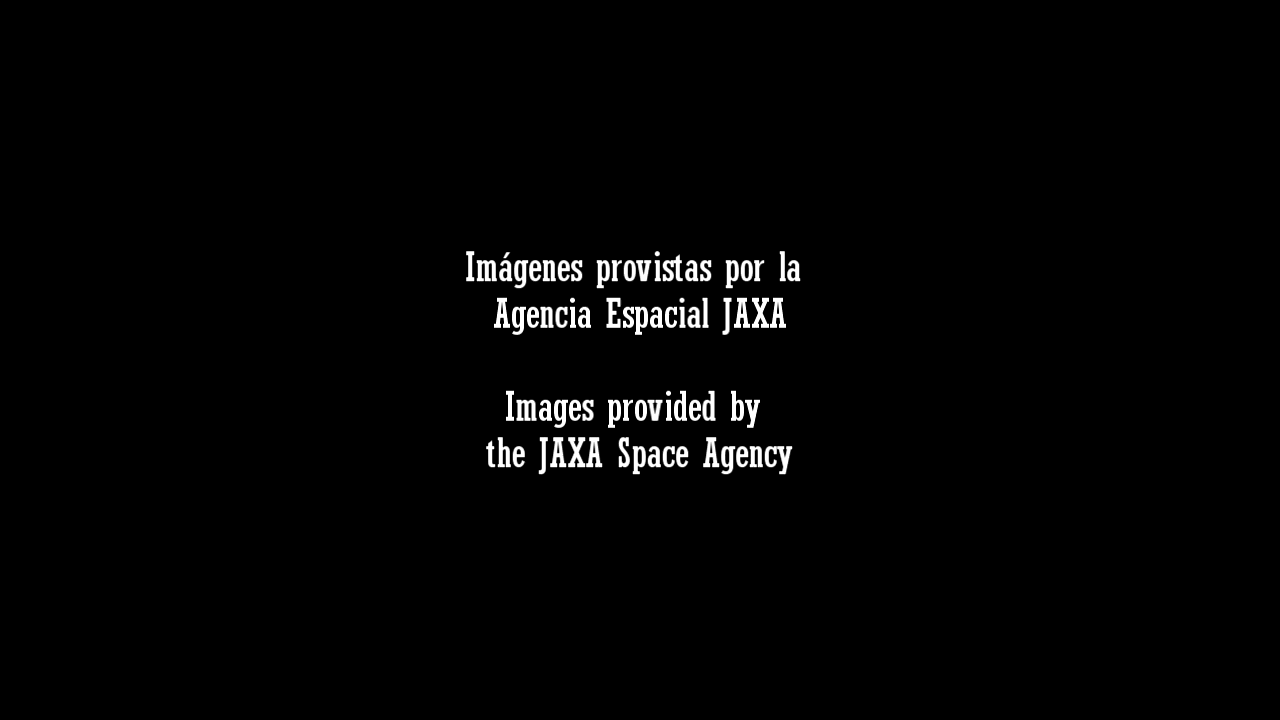 Imágenes provistas por la
Agencia Espacial JAXA
Images provided by
the JAXA Space Agency